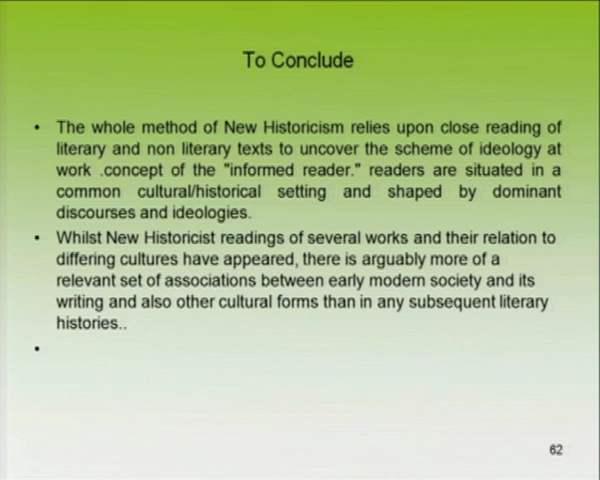 To Conclude
• The whole method of New Historicism relies upon close reading of
literary and non literary texts to uncover the scheme of ideology at
work .concept of the "informed reader." readers are situated in a
common cultural/historical setting and shaped by dominant
discourses and ideologies.
• Whilst New Historicist readings of several works and their relation to
differing cultures have appeared, there is arguably more of a
relevant set of associations between early modern society and its
writing and also other cultural forms than in any subsequent literary
histories..
•
62